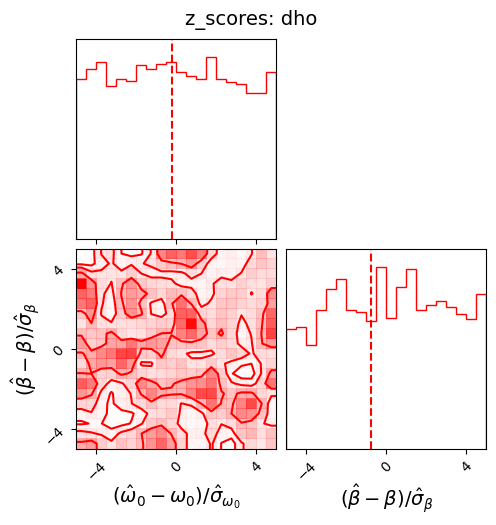 z_scores: dho
4
0
−4
(β̂ − β)/σ̂_β
−4 0 4
(ω̂₀ − ω₀)/σ̂_ω₀
−4 0 4
(β̂ − β)/σ̂_β